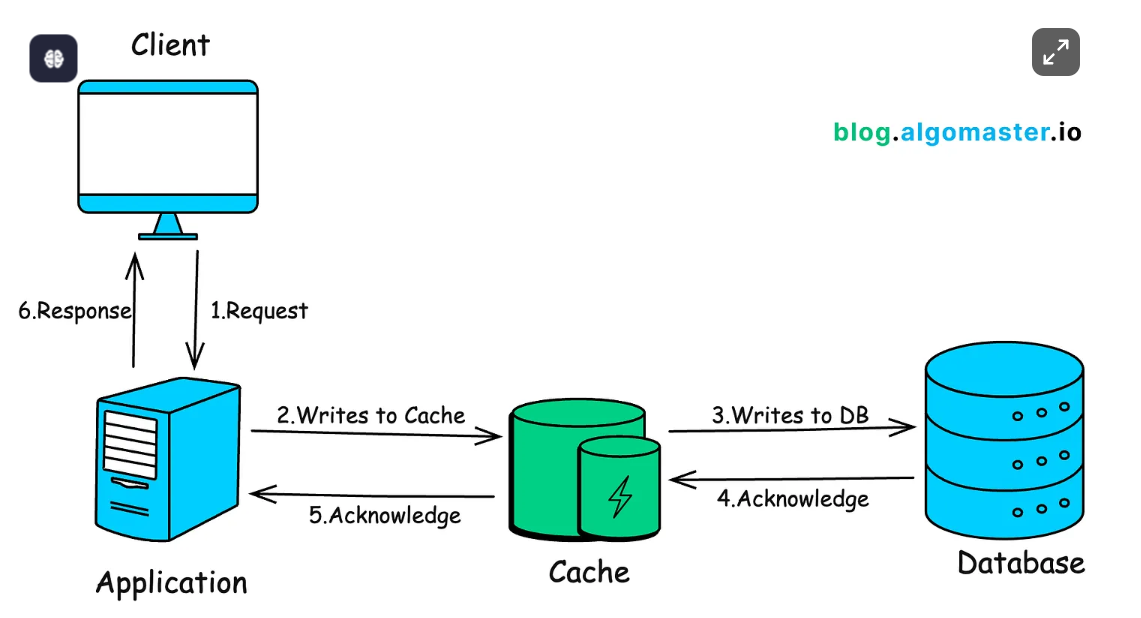 Client
blog.algomaster.io
6.Response
1.Request
2.Writes to Cache
3.Writes to DB
4.Acknowledge
5.Acknowledge
Application
Cache
Database